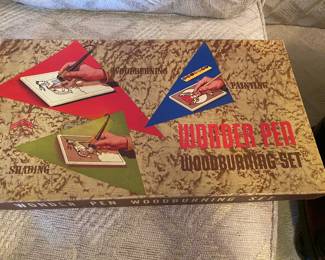 WOODBURNING
PAINTING
SHADING
WONDER PEN
WOODBURNING SET
WONDER PEN WOODBURNING SET